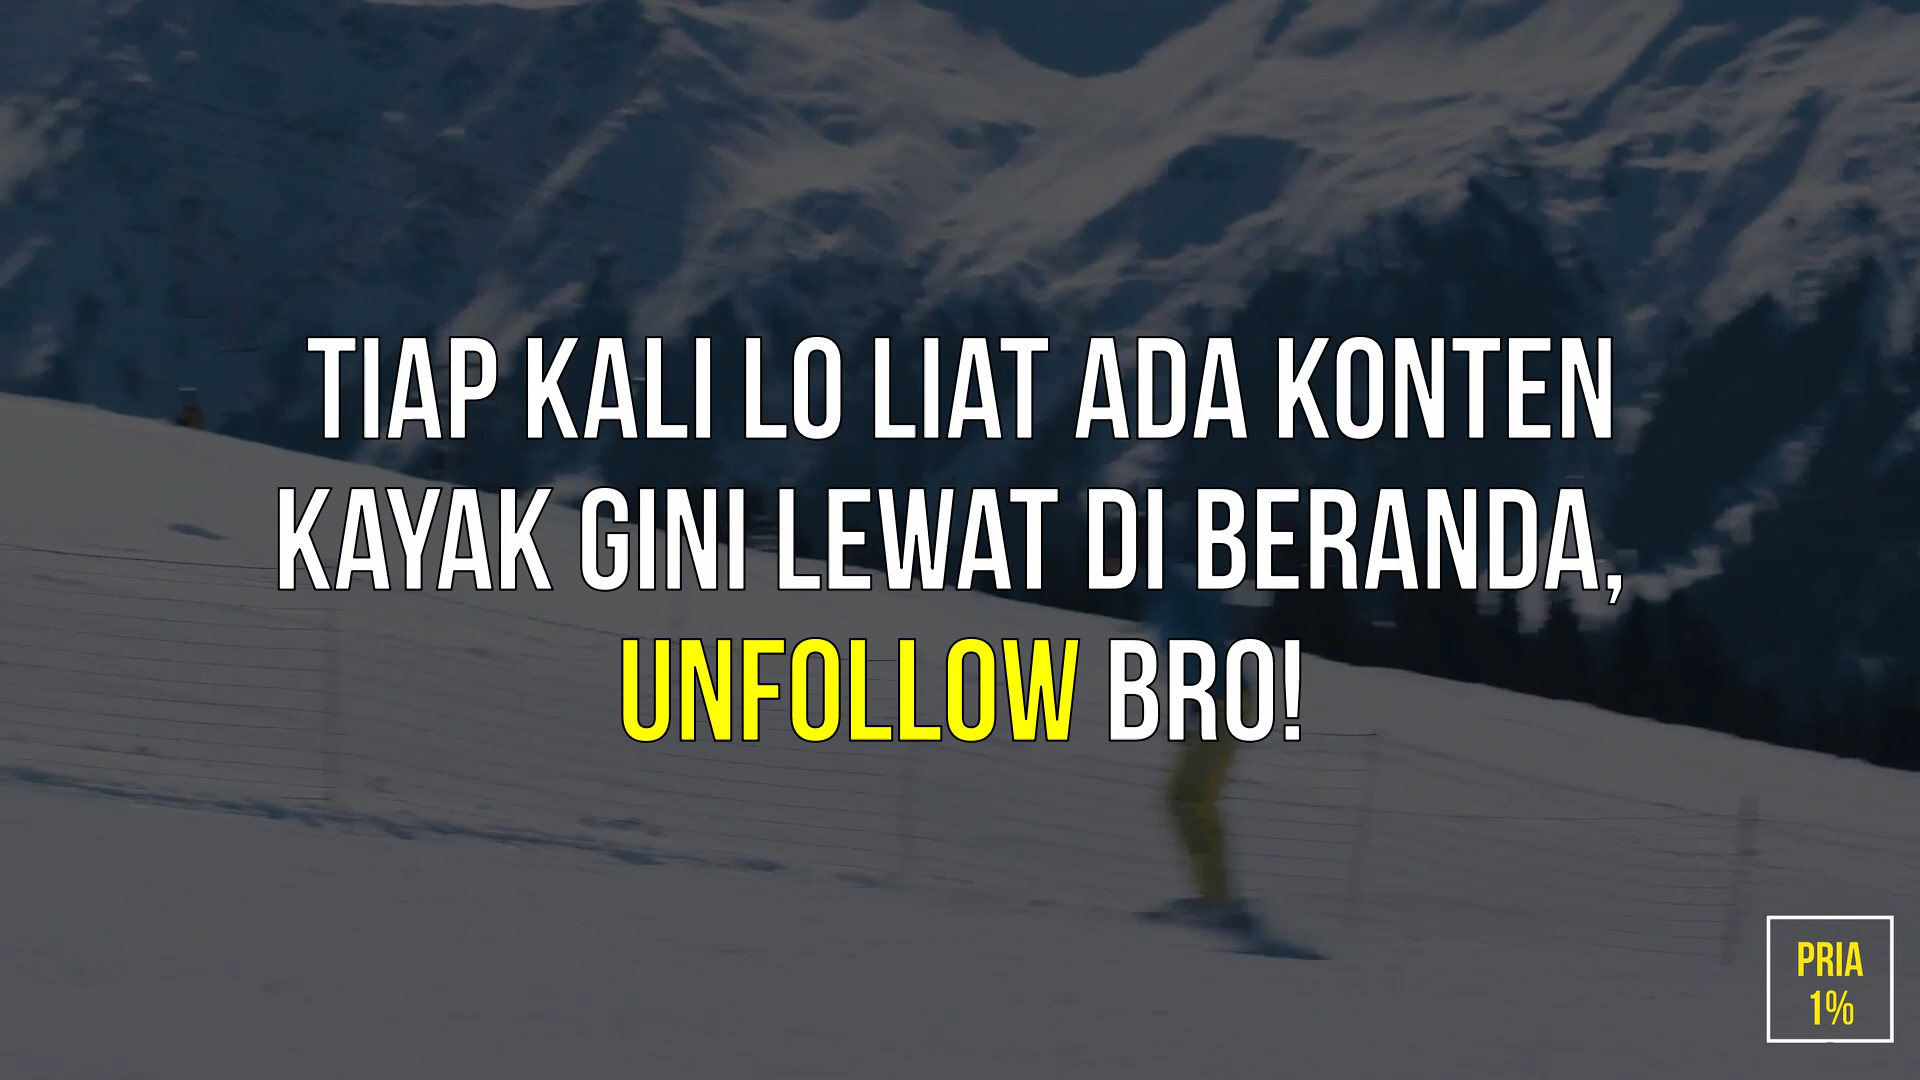 TIAP KALI LO LIAT ADA KONTEN
KAYAK GINI LEWAT DI BERANDA,
UNFOLLOW BRO!
PRIA
1%